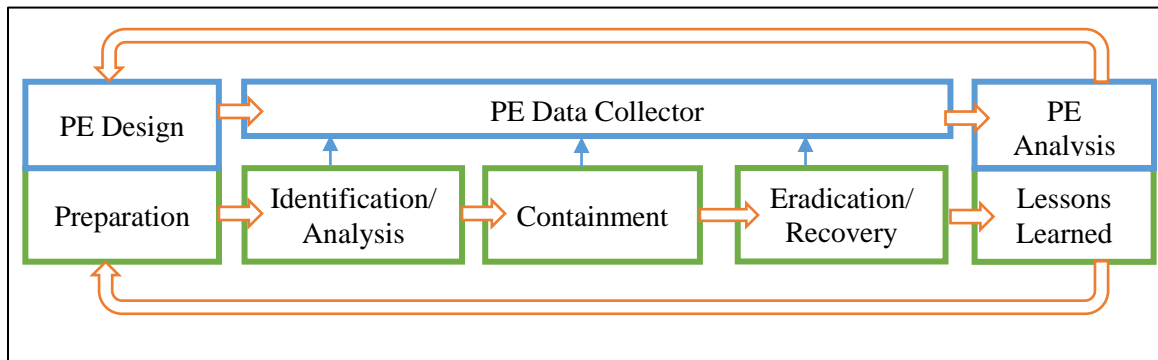 PE Design
PE Data Collector
PE
Analysis
Preparation
Identification/
Analysis
Containment
Eradication/
Recovery
Lessons
Learned